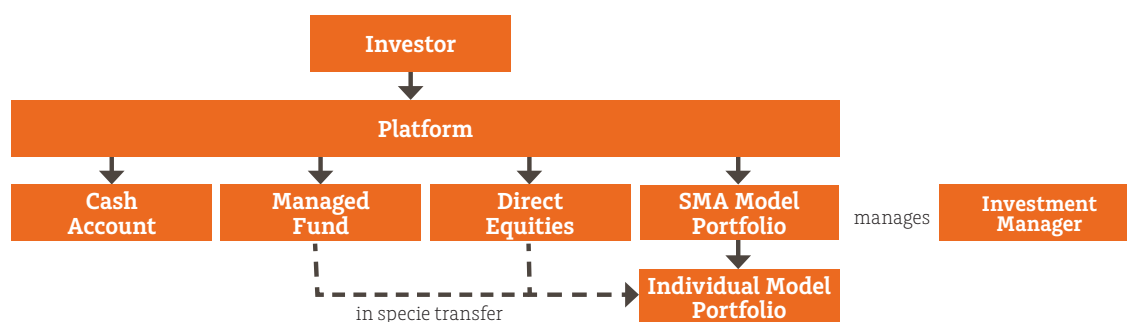 Investor
Platform
Cash
Account
Managed
Fund
Direct
Equities
SMA Model
Portfolio
manages
Investment
Manager
Individual Model
Portfolio
in specie transfer